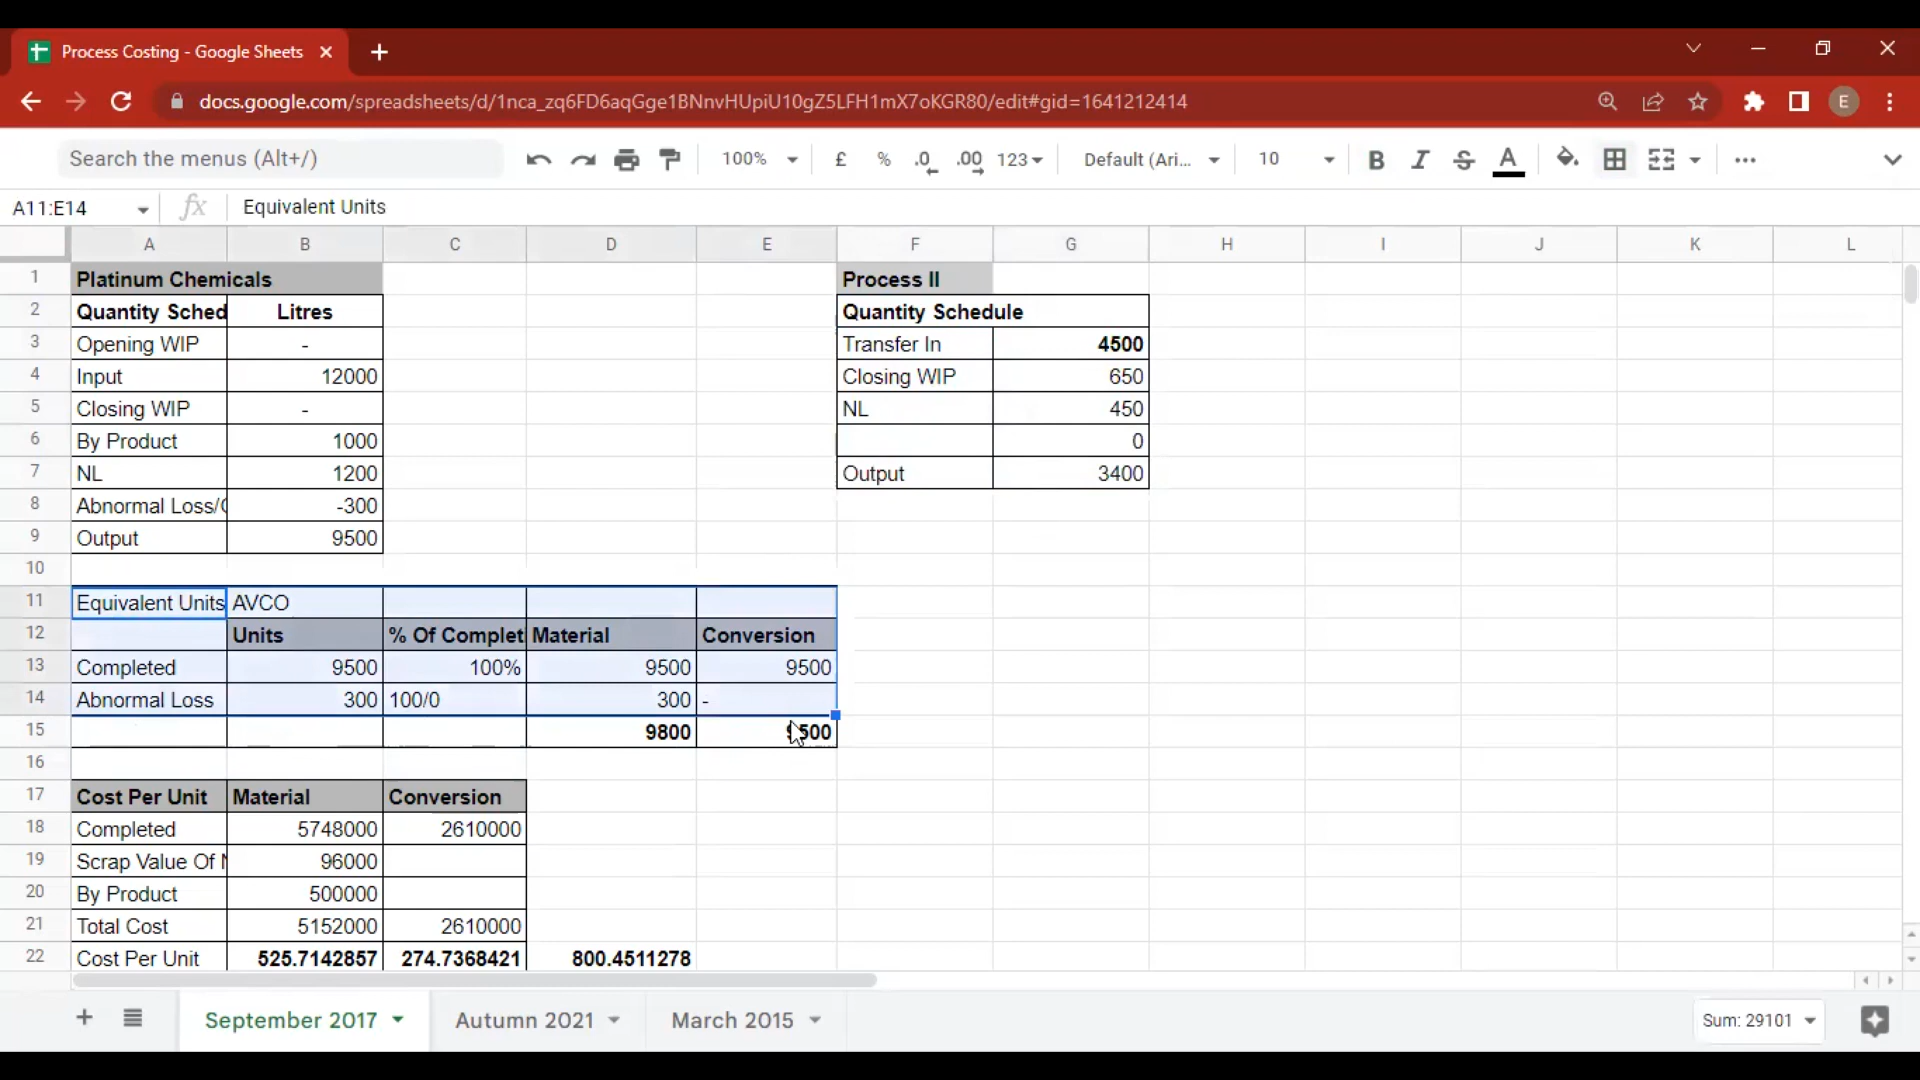 Process Costing - Google Sheets
docs.google.com/spreadsheets/d/1nca_zq6FD6aqGge1BNnvHUpiU10gZ5LFH1mX7oKGR80/edit#gid=1641212414
E
Search the menus (Alt+/)
100% £ % .0 .00 123 Default (Ari... 10 B I S A
A11:E14 fx Equivalent Units
A B C D E F G H I J K L
1 Platinum Chemicals Process II
2 Quantity Sched Litres Quantity Schedule
3 Opening WIP - Transfer In 4500
4 Input 12000 Closing WIP 650
5 Closing WIP - NL 450
6 By Product 1000 0
7 NL 1200 Output 3400
8 Abnormal Loss/ -300
9 Output 9500
10
11 Equivalent Units AVCO
12 Units % Of Complet Material Conversion
13 Completed 9500 100% 9500 9500
14 Abnormal Loss 300 100/0 300 -
15 9800 9500
16
17 Cost Per Unit Material Conversion
18 Completed 5748000 2610000
19 Scrap Value Of 96000
20 By Product 500000
21 Total Cost 5152000 2610000
22 Cost Per Unit 525.7142857 274.7368421 800.4511278
September 2017 Autumn 2021 March 2015 Sum: 29101